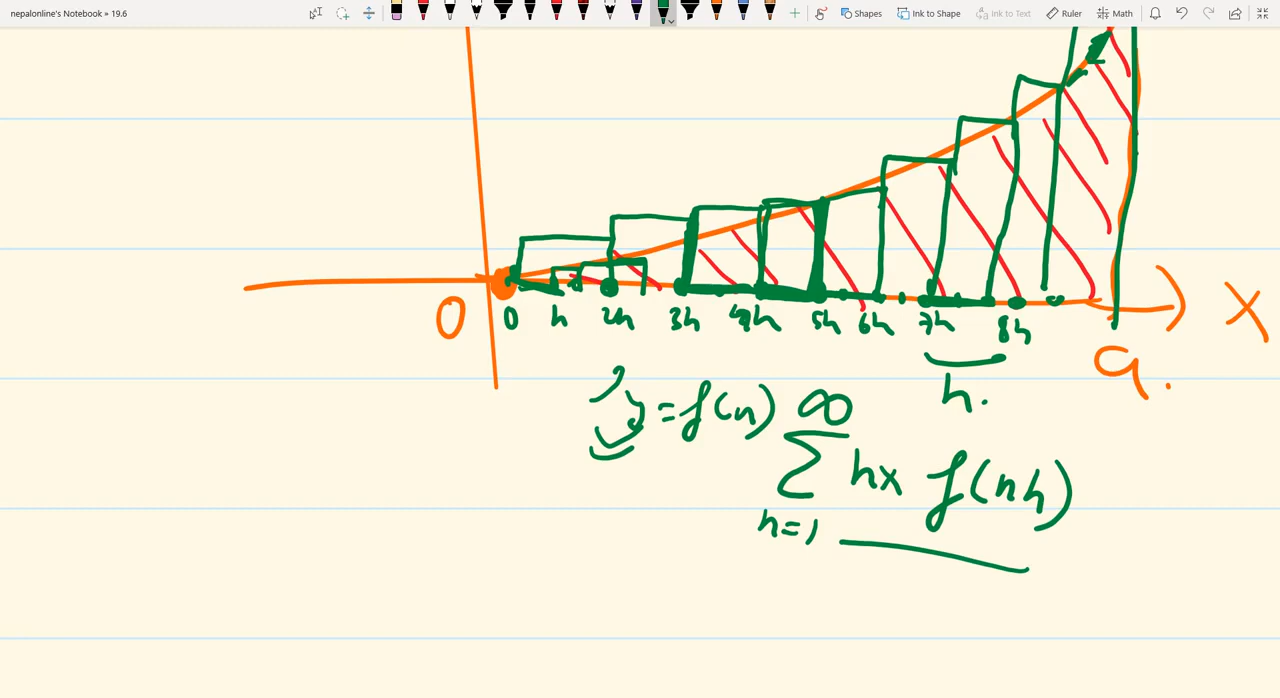 nepalonline's Notebook » 19.6
Shapes Ink to Shape Ink to Text Ruler Math
0 0 h 2h 3h 4h 5h 6h 7h 8h X
a.
h.
y = f(n)
∞
∑ h x f(nh)
n=1